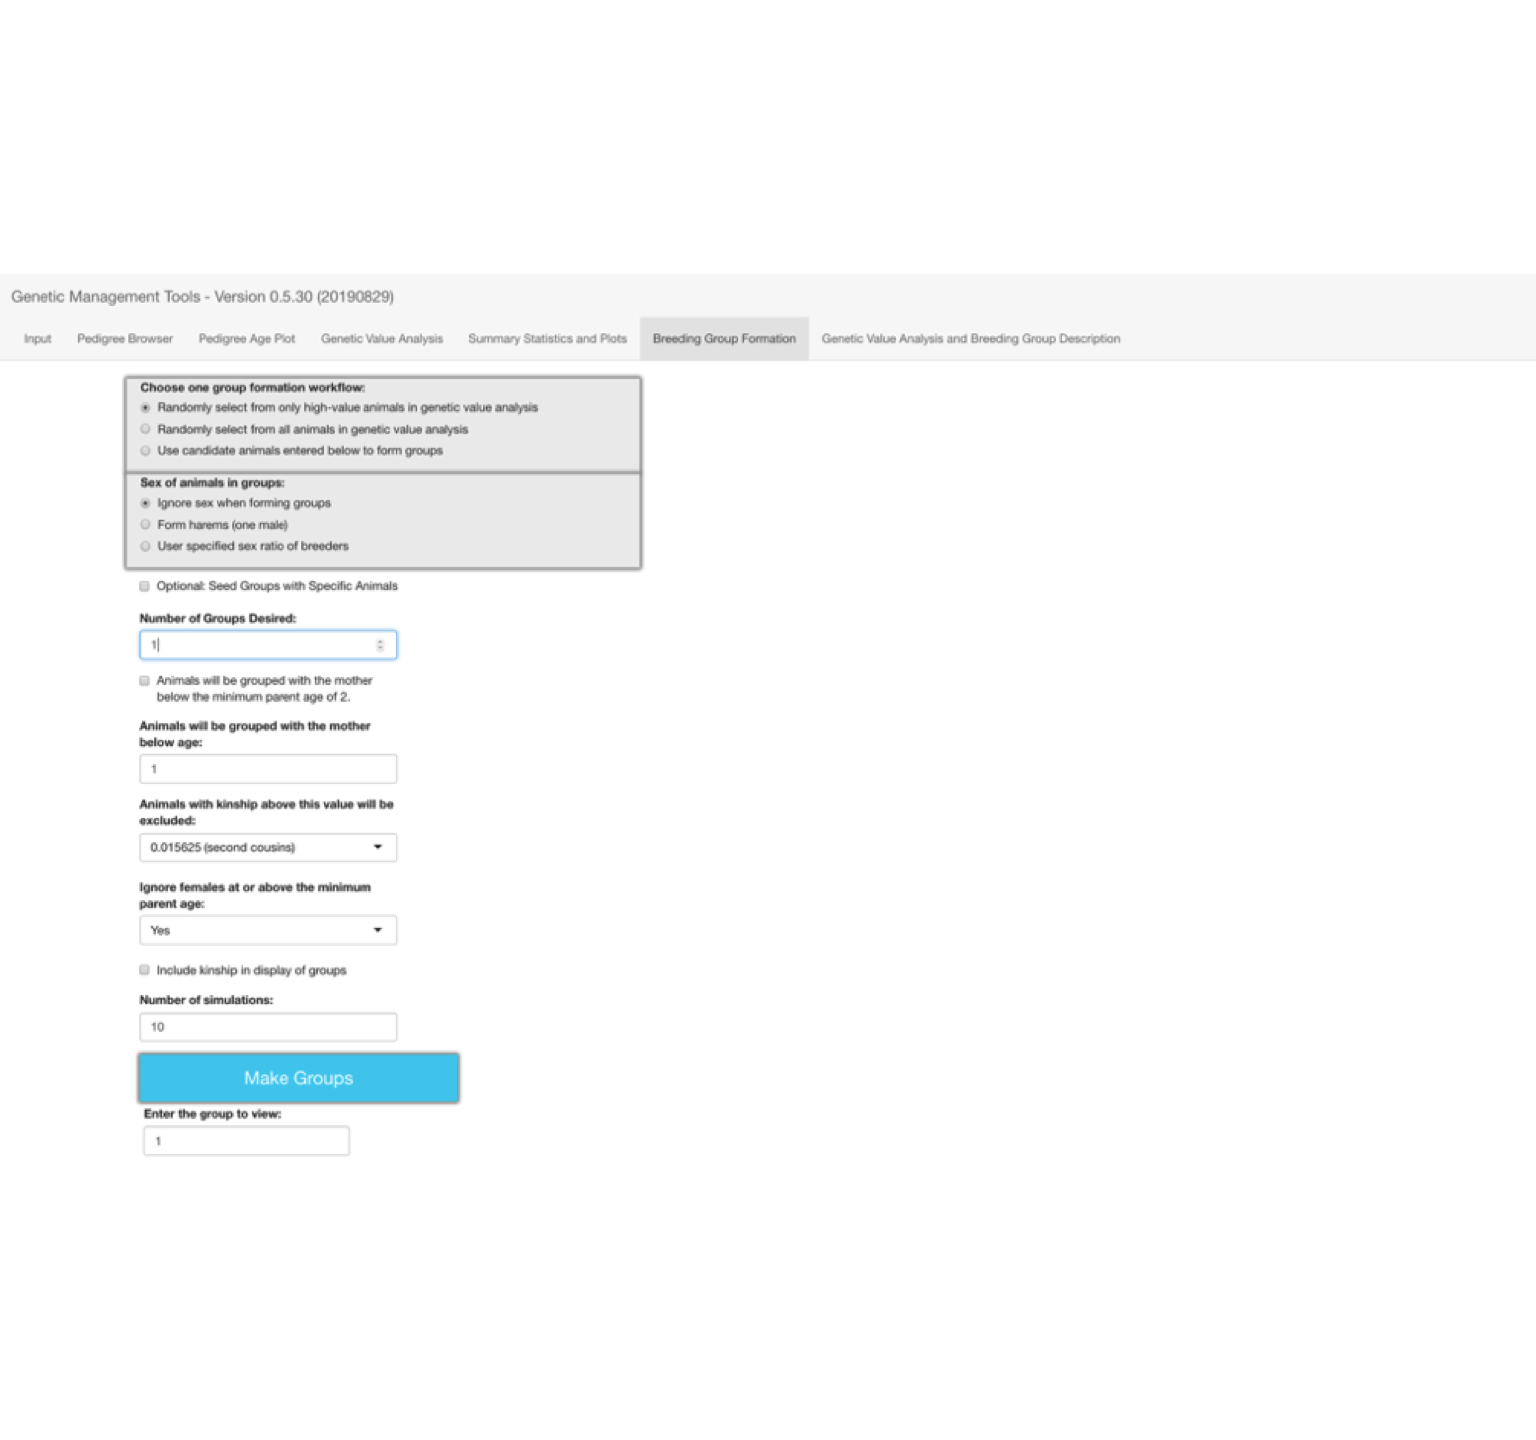 Genetic Management Tools - Version 0.5.30 (20190829)
Input Pedigree Browser Pedigree Age Plot Genetic Value Analysis Summary Statistics and Plots Breeding Group Formation Genetic Value Analysis and Breeding Group Description
Choose one group formation workflow:
Randomly select from only high-value animals in genetic value analysis
Randomly select from all animals in genetic value analysis
Use candidate animals entered below to form groups
Sex of animals in groups:
Ignore sex when forming groups
Form harems (one male)
User specified sex ratio of breeders
Optional: Seed Groups with Specific Animals
Number of Groups Desired:
1
Animals will be grouped with the mother
below the minimum parent age of 2.
Animals will be grouped with the mother
below age:
1
Animals with kinship above this value will be
excluded:
0.015625 (second cousins)
Ignore females at or above the minimum
parent age:
Yes
Include kinship in display of groups
Number of simulations:
10
Make Groups
Enter the group to view:
1